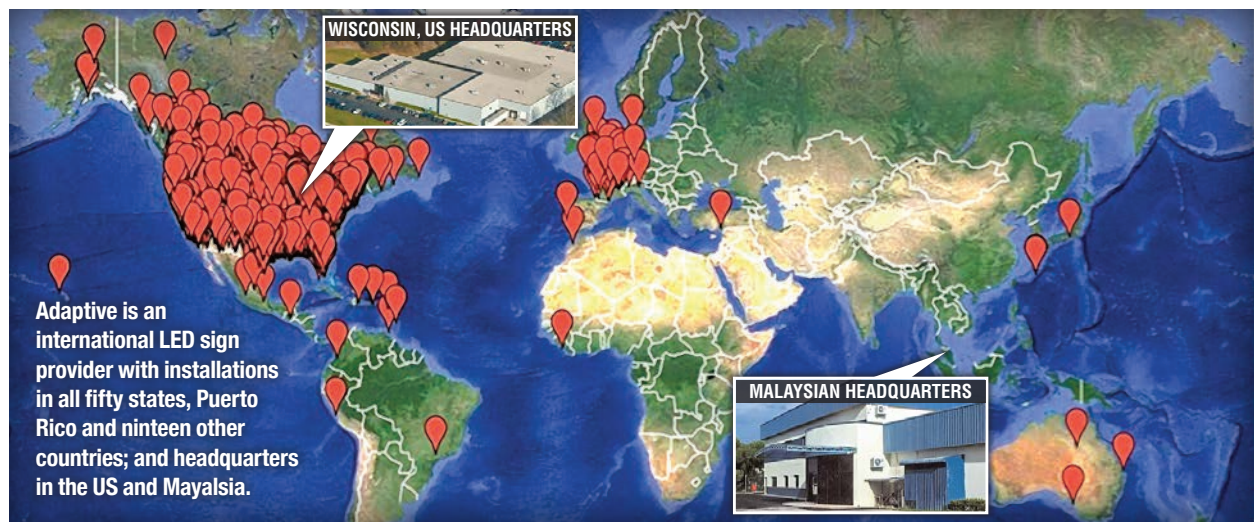 WISCONSIN, US HEADQUARTERS
Adaptive is an
international LED sign
provider with installations
in all fifty states, Puerto
Rico and ninteen other
countries; and headquarters
in the US and Mayalsia.
MALAYSIAN HEADQUARTERS